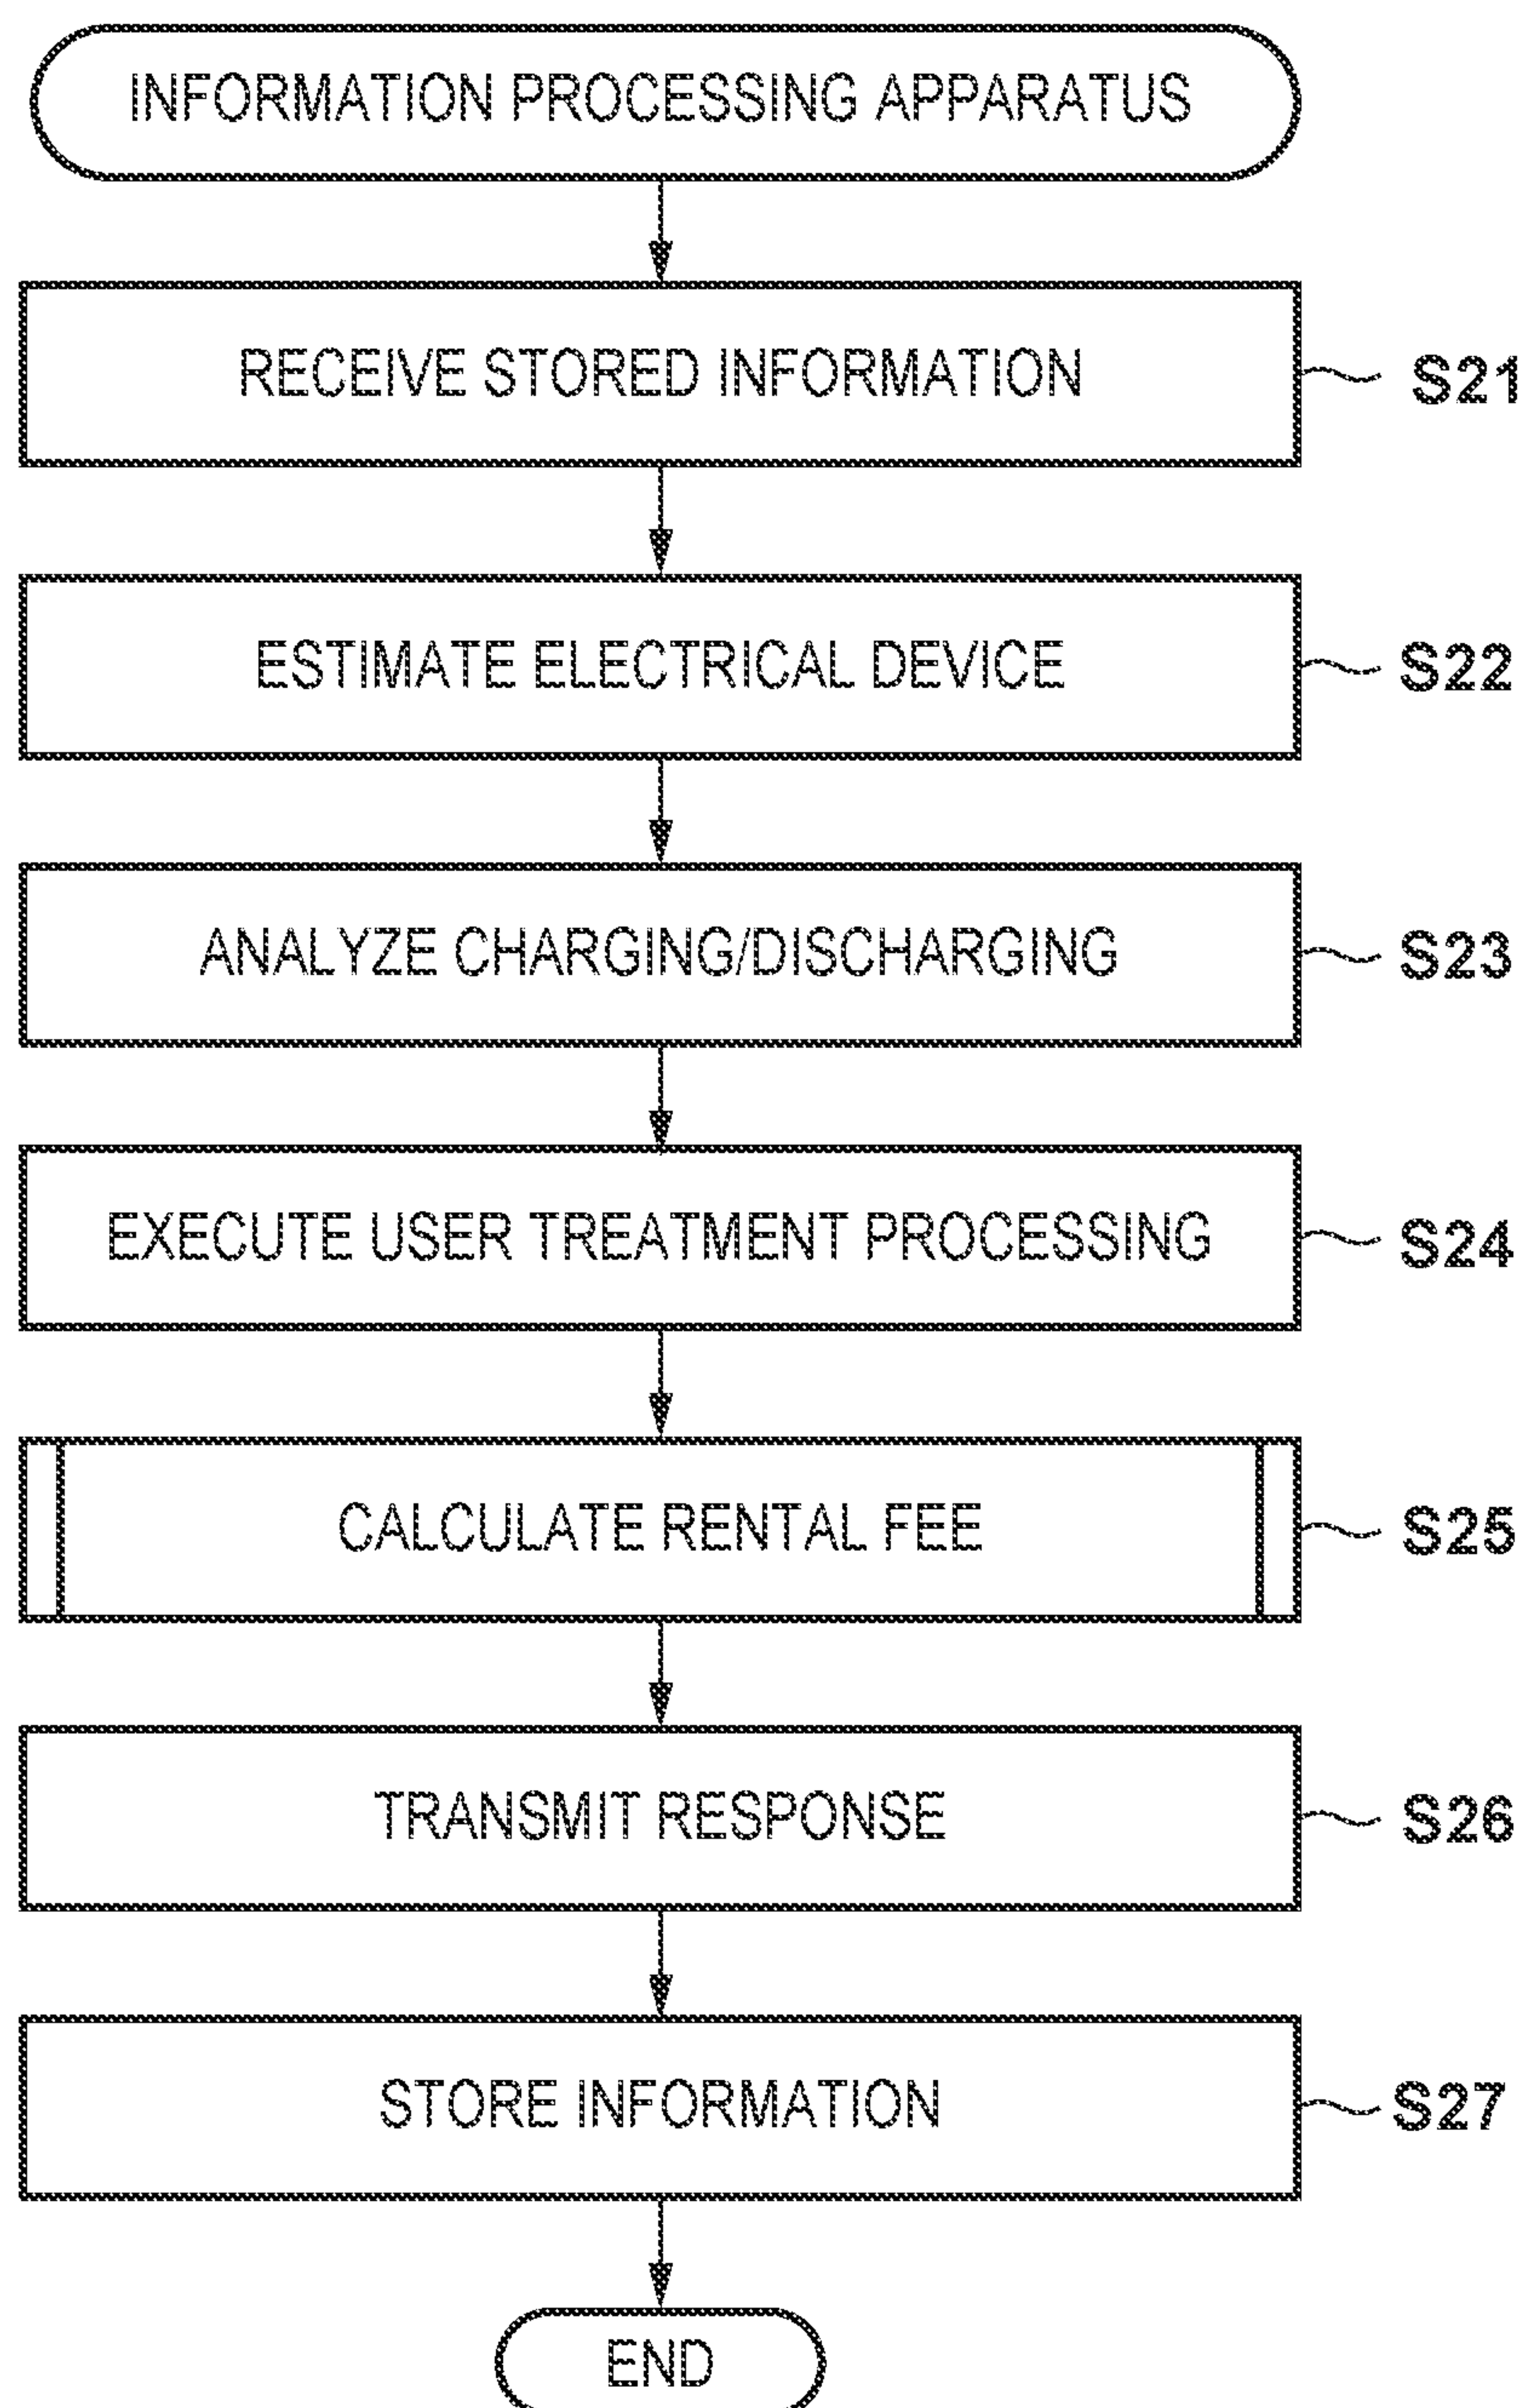 INFORMATION PROCESSING APPARATUS
RECEIVE STORED INFORMATION
S21
ESTIMATE ELECTRICAL DEVICE
S22
ANALYZE CHARGING/DISCHARGING
S23
EXECUTE USER TREATMENT PROCESSING
S24
CALCULATE RENTAL FEE
S25
TRANSMIT RESPONSE
S26
STORE INFORMATION
S27
END